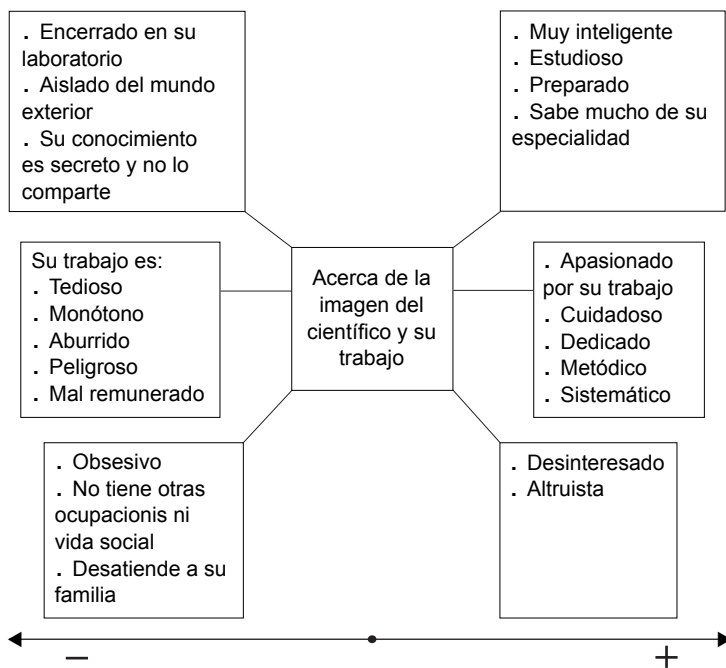 . Encerrado en su
laboratorio
. Aislado del mundo
exterior
. Su conocimiento
es secreto y no lo
comparte
. Muy inteligente
. Estudioso
. Preparado
. Sabe mucho de su
especialidad
Su trabajo es:
. Tedioso
. Monótono
. Aburrido
. Peligroso
. Mal remunerado
Acerca de la
imagen del
científico y su
trabajo
. Apasionado
por su trabajo
. Cuidadoso
. Dedicado
. Metódico
. Sistemático
. Obsesivo
. No tiene otras
ocupacionis ni
vida social
. Desatiende a su
familia
. Desinteresado
. Altruista
− +